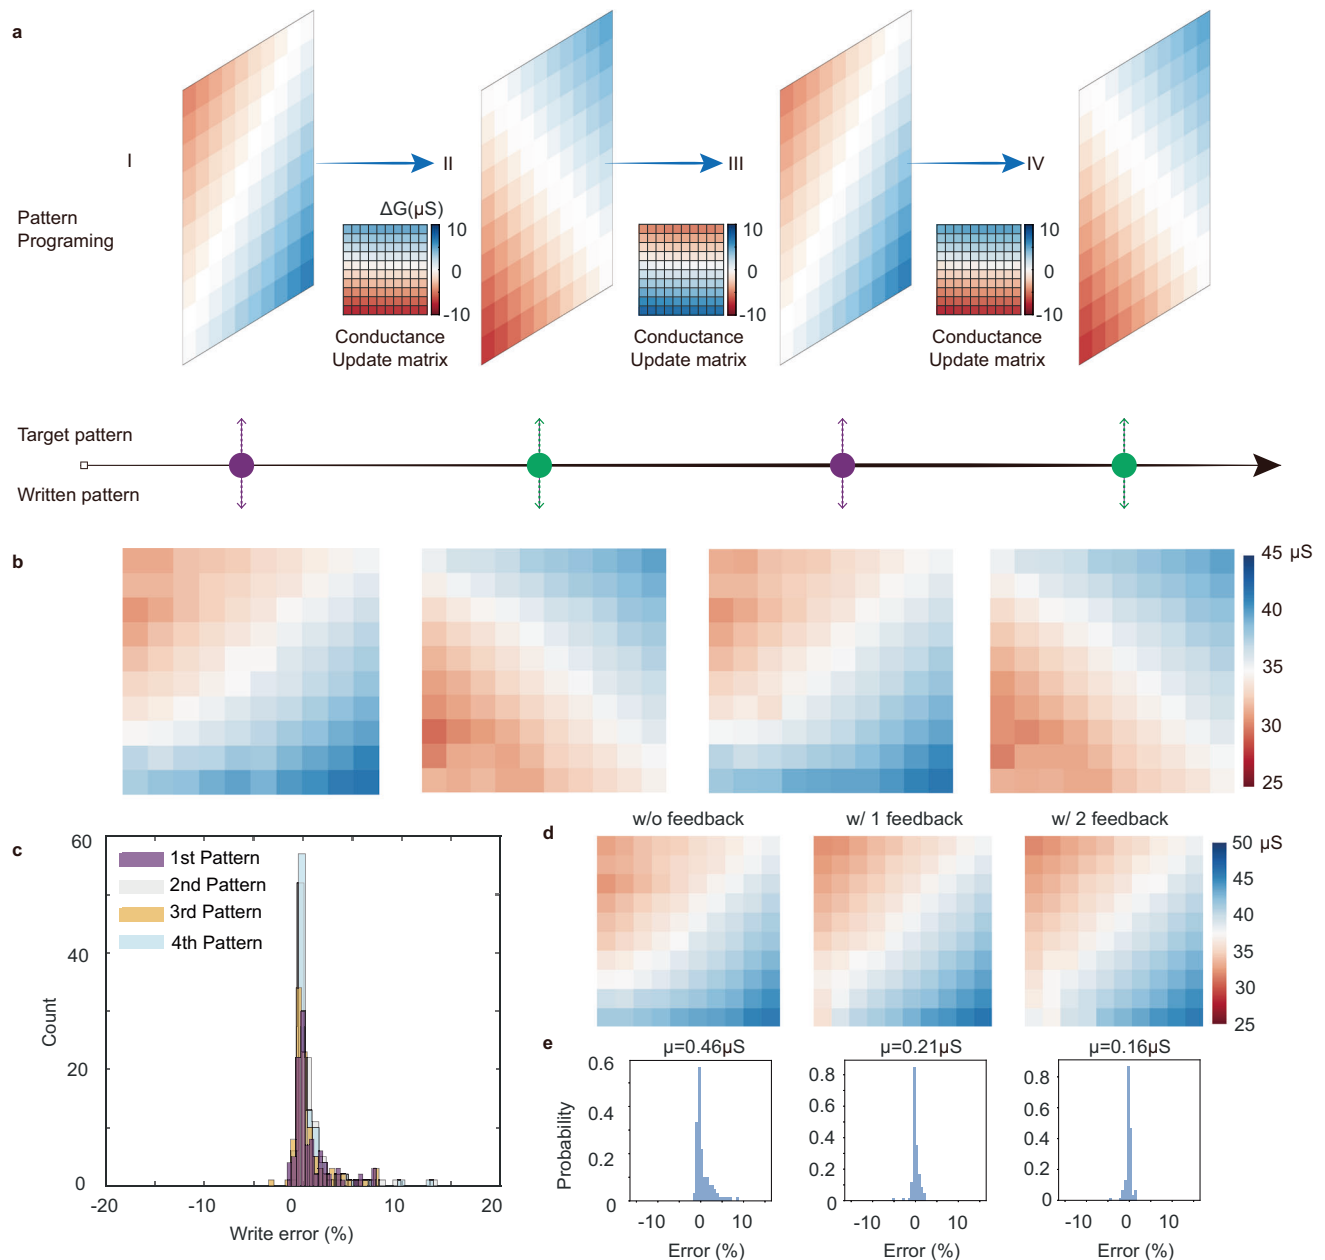 a
I
II
III
IV
Pattern
Programing
ΔG(µS)
10
0
-10
Conductance
Update matrix
10
0
-10
Conductance
Update matrix
10
0
-10
Conductance
Update matrix
Target pattern
Written pattern
b
45 µS
40
35
30
25
c
60
40
20
0
Count
1st Pattern
2nd Pattern
3rd Pattern
4th Pattern
-20
-10
0
10
20
Write error (%)
d
w/o feedback
w/ 1 feedback
w/ 2 feedback
50 µS
45
40
35
30
25
e
µ=0.46µS
0.6
0.4
0.2
0
Probability
-10
0
10
Error (%)
µ=0.21µS
0.8
0.6
0.4
0.2
0
-10
0
10
Error (%)
µ=0.16µS
0.8
0.6
0.4
0.2
0
-10
0
10
Error (%)